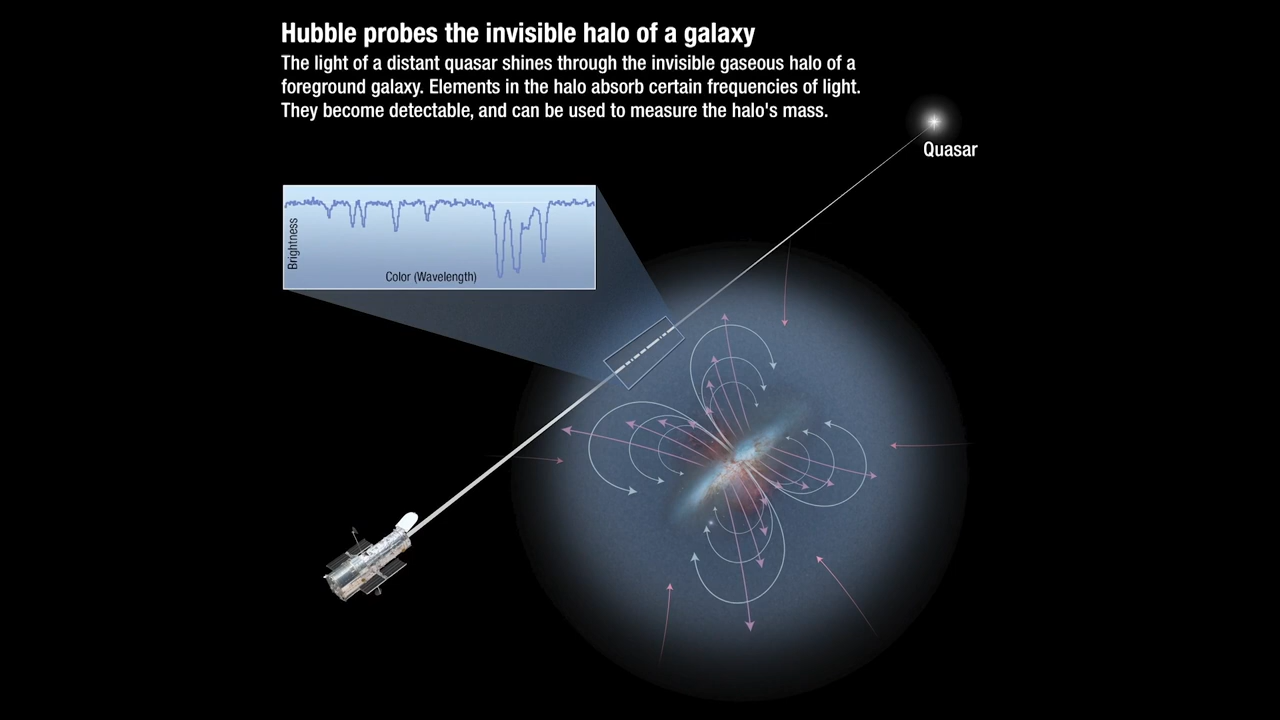 Hubble probes the invisible halo of a galaxy
The light of a distant quasar shines through the invisible gaseous halo of a
foreground galaxy. Elements in the halo absorb certain frequencies of light.
They become detectable, and can be used to measure the halo's mass.
Quasar
Brightness
Color (Wavelength)